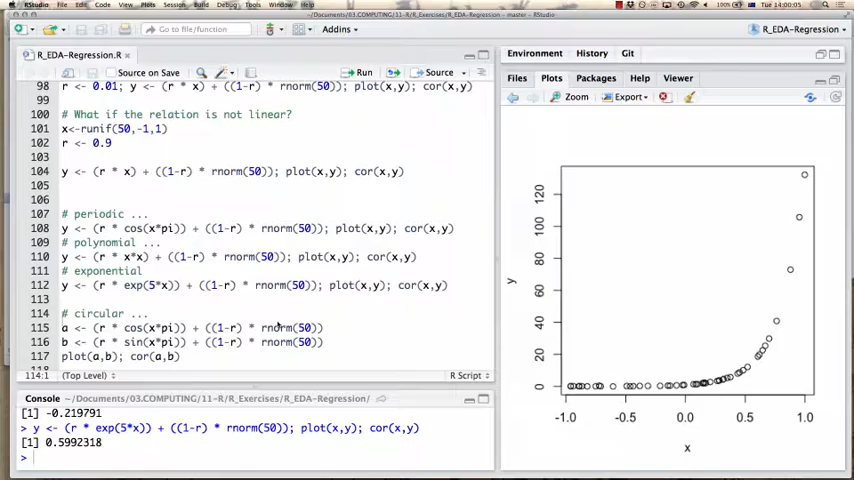 RStudio File Edit Code View Plots Session Build Debug Tools Window Help 100% 14:00:05
~/Documents/03.COMPUTING/11-R/R_Exercises/R_EDA-Regression - master - RStudio
Go to file/function Addins R_EDA-Regression
R_EDA-Regression.R
Source on Save Run Source
98 r <- 0.01; y <- (r * x) + ((1-r) * rnorm(50)); plot(x,y); cor(x,y)
99
100 # What if the relation is not linear?
101 x<-runif(50,-1,1)
102 r <- 0.9
103
104 y <- (r * x) + ((1-r) * rnorm(50)); plot(x,y); cor(x,y)
105
106
107 # periodic ...
108 y <- (r * cos(x*pi)) + ((1-r) * rnorm(50)); plot(x,y); cor(x,y)
109 # polynomial ...
110 y <- (r * x*x) + ((1-r) * rnorm(50)); plot(x,y); cor(x,y)
111 # exponential
112 y <- (r * exp(5*x)) + ((1-r) * rnorm(50)); plot(x,y); cor(x,y)
113
114 # circular ...
115 a <- (r * cos(x*pi)) + ((1-r) * rnorm(50))
116 b <- (r * sin(x*pi)) + ((1-r) * rnorm(50))
117 plot(a,b); cor(a,b)
118
114:1 (Top Level) R Script
Console ~/Documents/03.COMPUTING/11-R/R_Exercises/R_EDA-Regression/
[1] -0.219791
> y <- (r * exp(5*x)) + ((1-r) * rnorm(50)); plot(x,y); cor(x,y)
[1] 0.5992318
>
Environment History Git
Files Plots Packages Help Viewer
Zoom Export
120
100
80
60
40
20
0
y
-1.0 -0.5 0.0 0.5 1.0
x